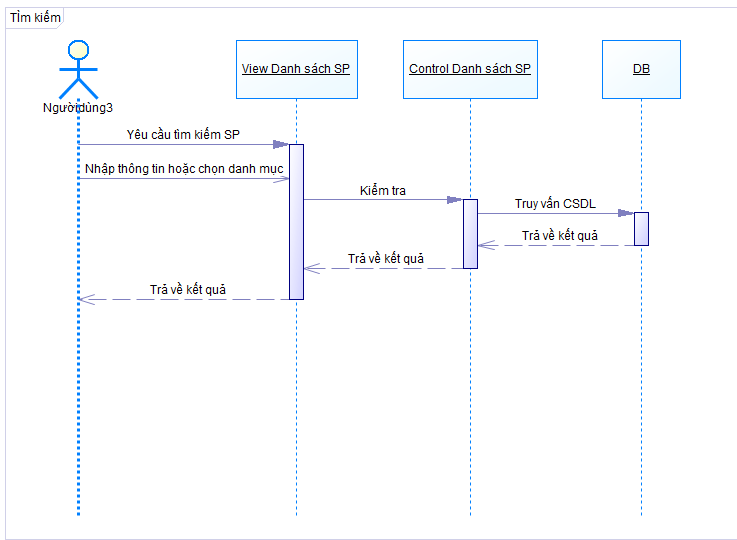 Tìm kiếm
View Danh sách SP
Control Danh sách SP
DB
Ngườidùng3
Yêu cầu tìm kiếm SP
Nhập thông tin hoặc chọn danh mục
Kiểm tra
Truy vấn CSDL
Trả về kết quả
Trả về kết quả
Trả về kết quả